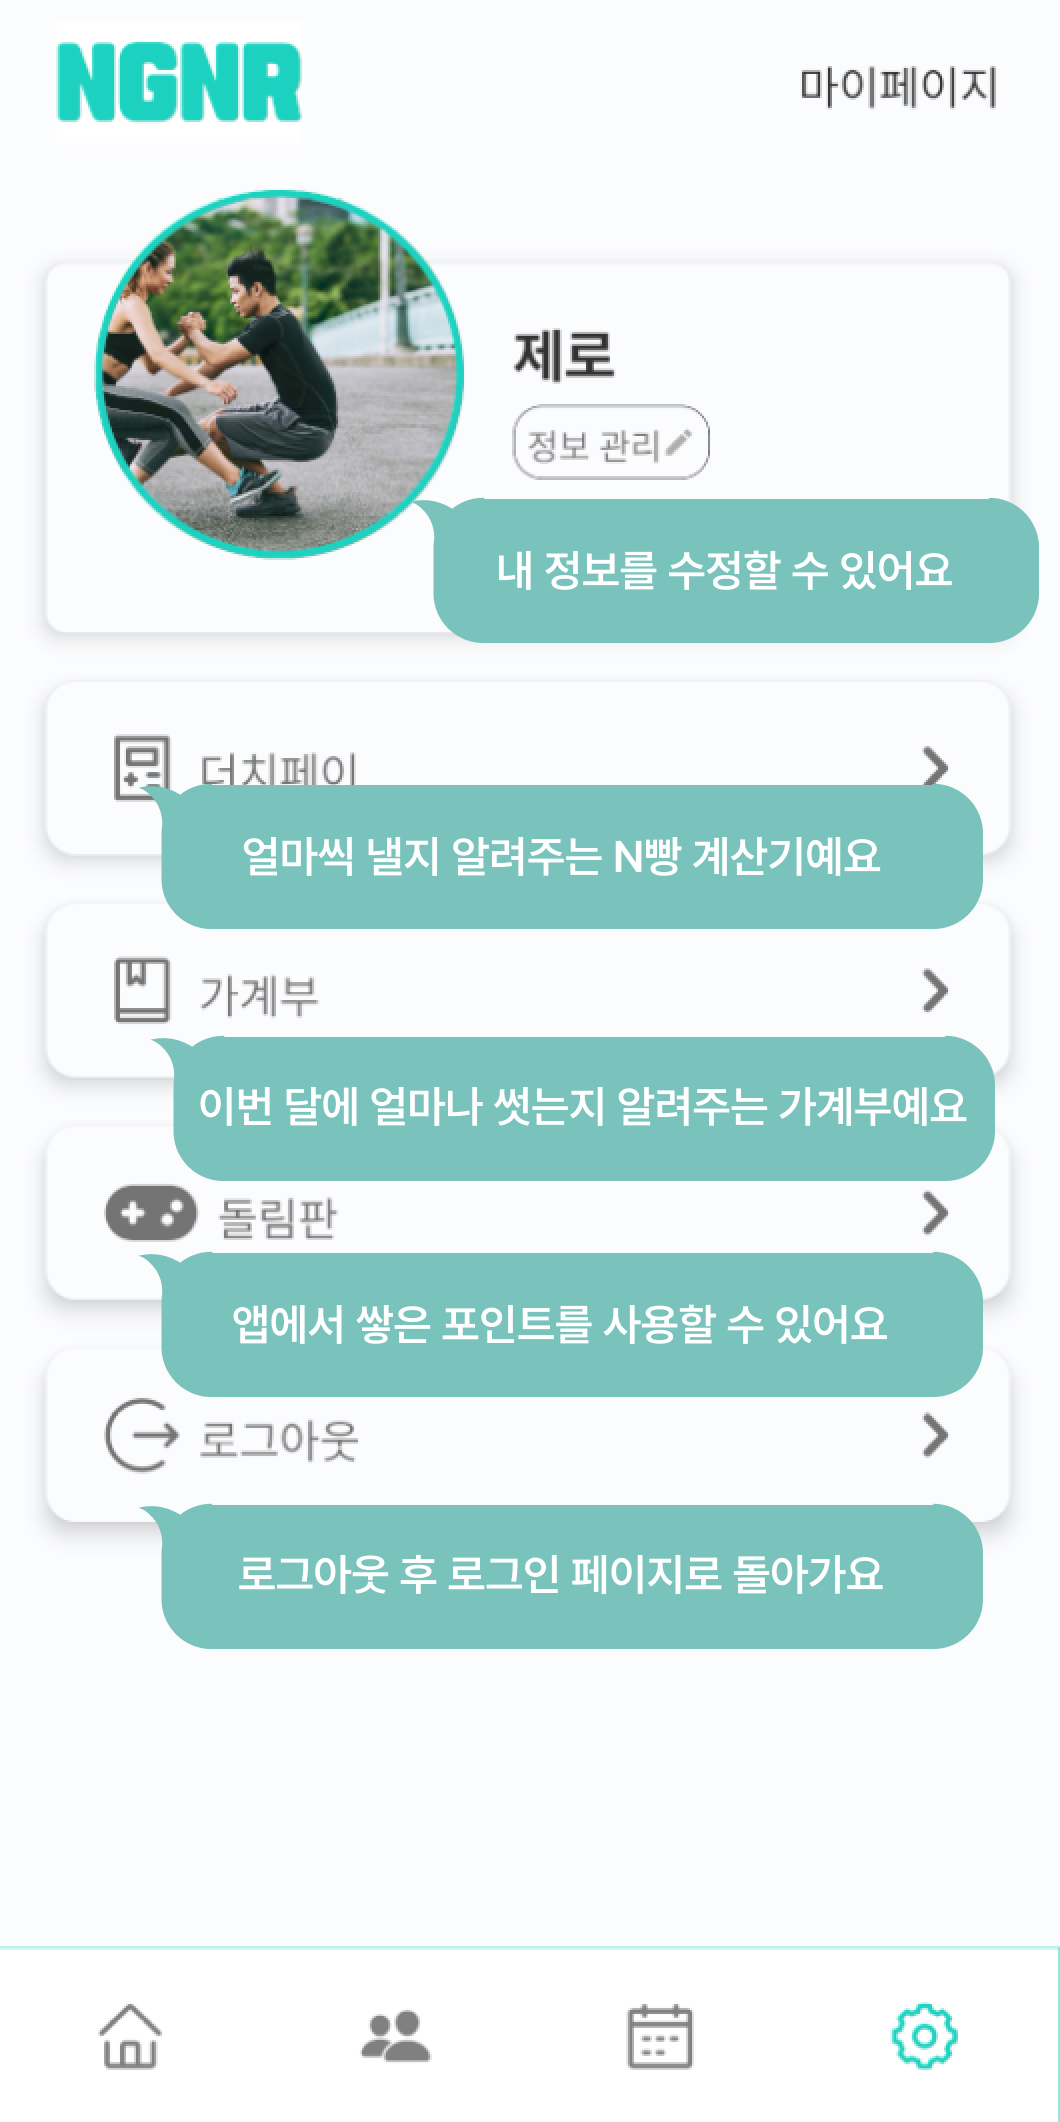 NGNR
마이페이지
제로
정보 관리
내 정보를 수정할 수 있어요
더치페이
얼마씩 낼지 알려주는 N빵 계산기예요
가계부
이번 달에 얼마나 썻는지 알려주는 가계부예요
돌림판
앱에서 쌓은 포인트를 사용할 수 있어요
로그아웃
로그아웃 후 로그인 페이지로 돌아가요